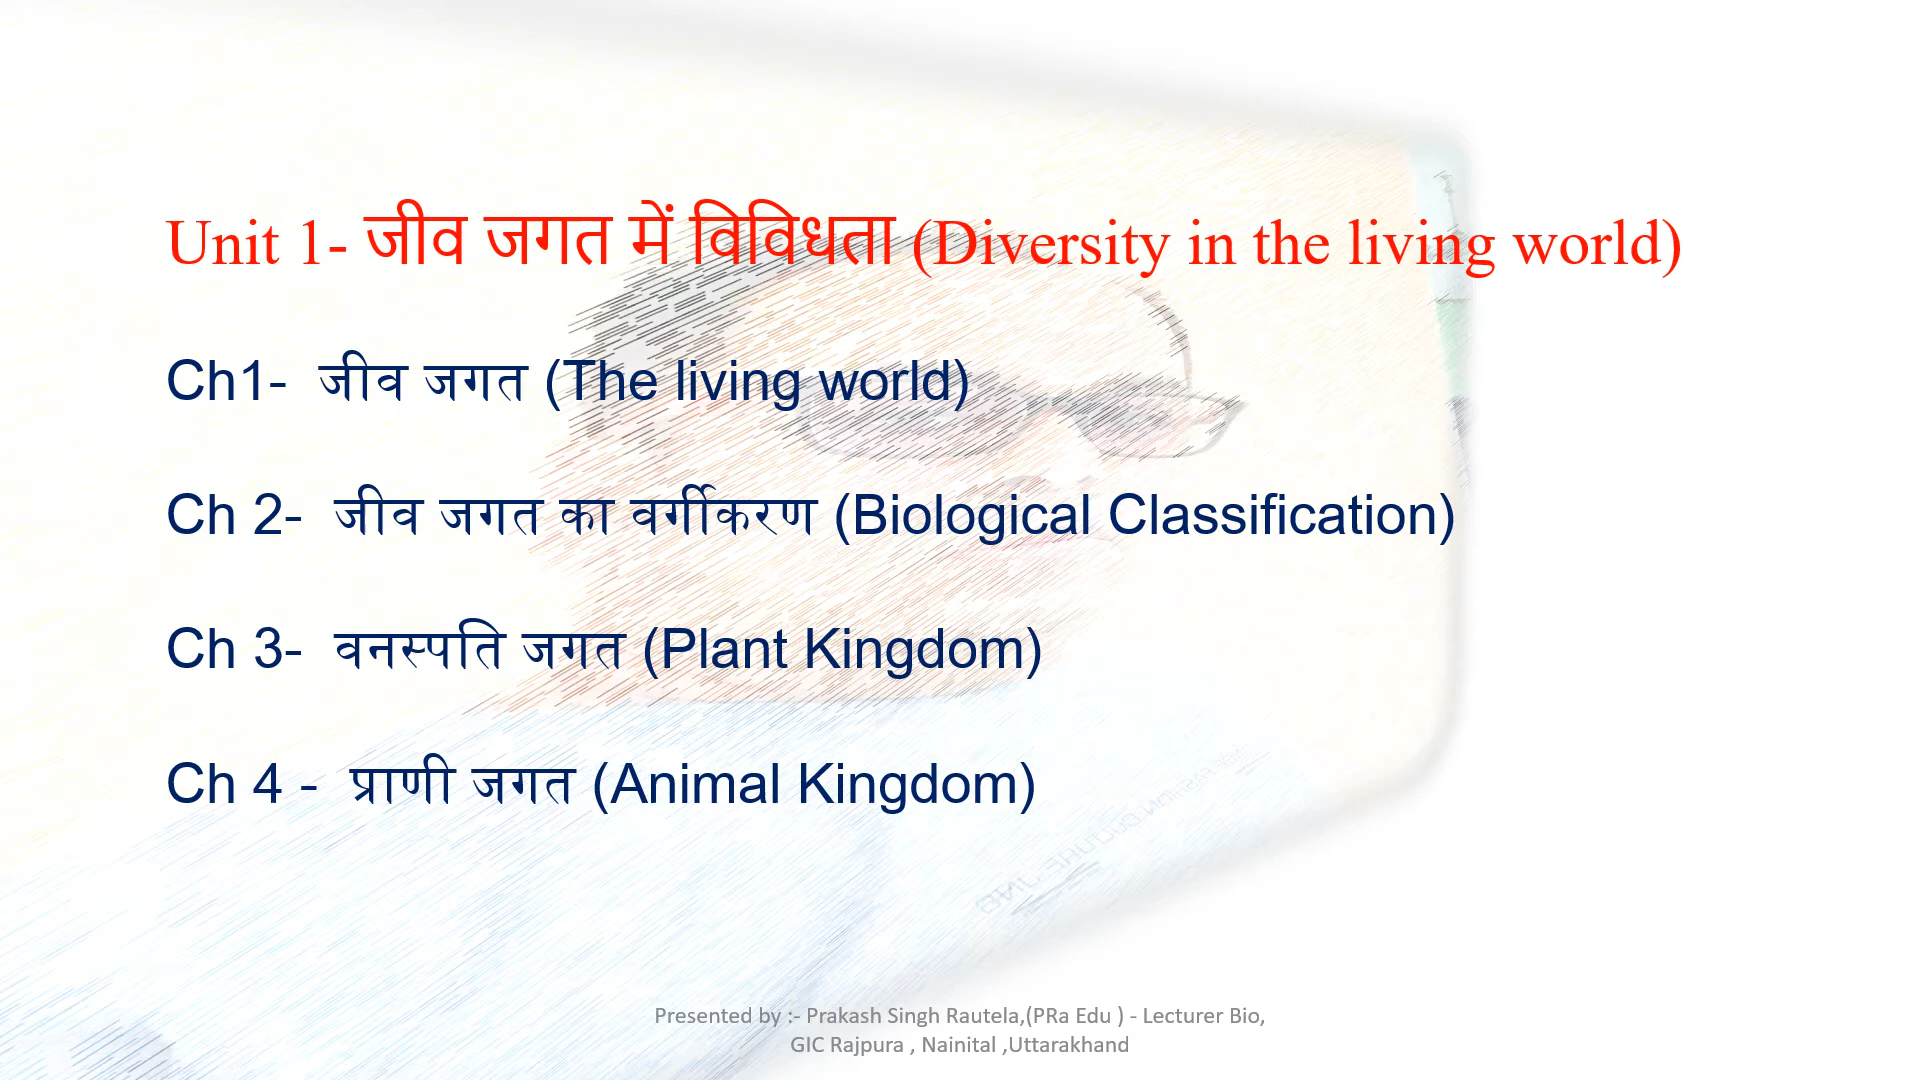 Unit 1- जीव जगत में विविधता (Diversity in the living world)
Ch1- जीव जगत (The living world)
Ch 2- जीव जगत का वर्गीकरण (Biological Classification)
Ch 3- वनस्पति जगत (Plant Kingdom)
Ch 4 - प्राणी जगत (Animal Kingdom)
Presented by :- Prakash Singh Rautela,(PRa Edu ) - Lecturer Bio,
GIC Rajpura , Nainital ,Uttarakhand